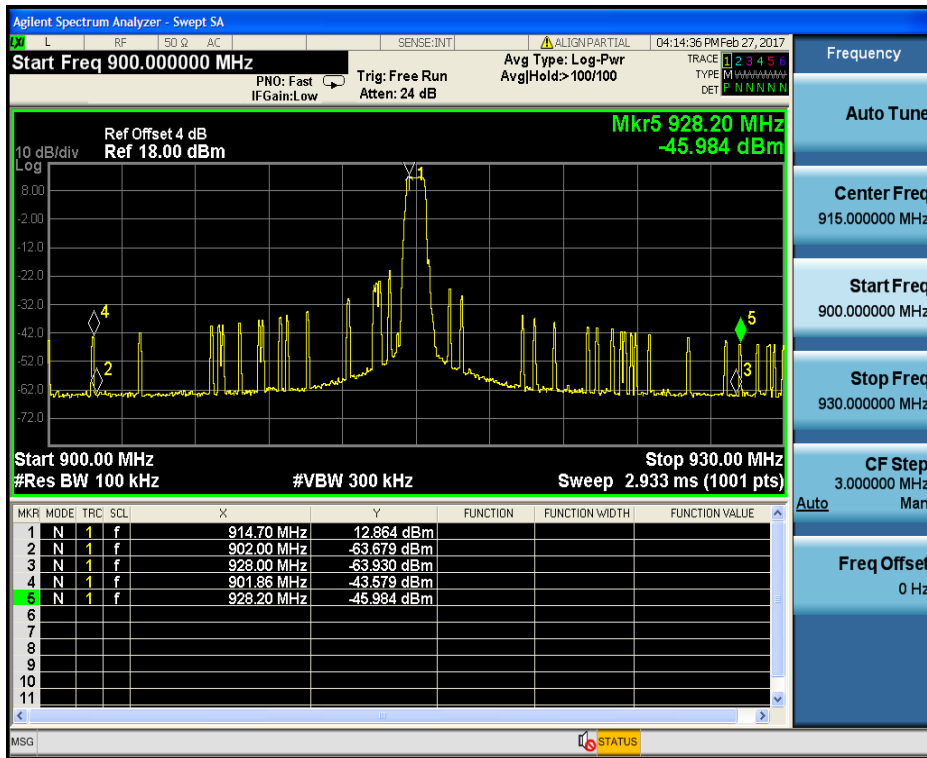 Agilent Spectrum Analyzer - Swept SA
LXI L RF 50 Ω AC SENSE:INT ALIGN PARTIAL 04:14:36 PM Feb 27, 2017
Start Freq 900.000000 MHz
PNO: Fast
IFGain:Low
Trig: Free Run
Atten: 24 dB
Avg Type: Log-Pwr
Avg|Hold:>100/100
TRACE 1 2 3 4 5 6
TYPE M
DET P N N N N N
Mkr5 928.20 MHz
-45.984 dBm
Ref Offset 4 dB
10 dB/div Ref 18.00 dBm
Log
8.00
-2.00
-12.0
-22.0
-32.0
-42.0
-52.0
-62.0
-72.0
1
4
2
5
3
Start 900.00 MHz Stop 930.00 MHz
#Res BW 100 kHz #VBW 300 kHz Sweep 2.933 ms (1001 pts)
MKR MODE TRC SCL X Y FUNCTION FUNCTION WIDTH FUNCTION VALUE
1 N 1 f 914.70 MHz 12.864 dBm
2 N 1 f 902.00 MHz -63.679 dBm
3 N 1 f 928.00 MHz -63.930 dBm
4 N 1 f 901.86 MHz -43.579 dBm
5 N 1 f 928.20 MHz -45.984 dBm
6
7
8
9
10
11
MSG STATUS
Frequency
Auto Tune
Center Freq
915.000000 MHz
Start Freq
900.000000 MHz
Stop Freq
930.000000 MHz
CF Step
3.000000 MHz
Auto Man
Freq Offset
0 Hz